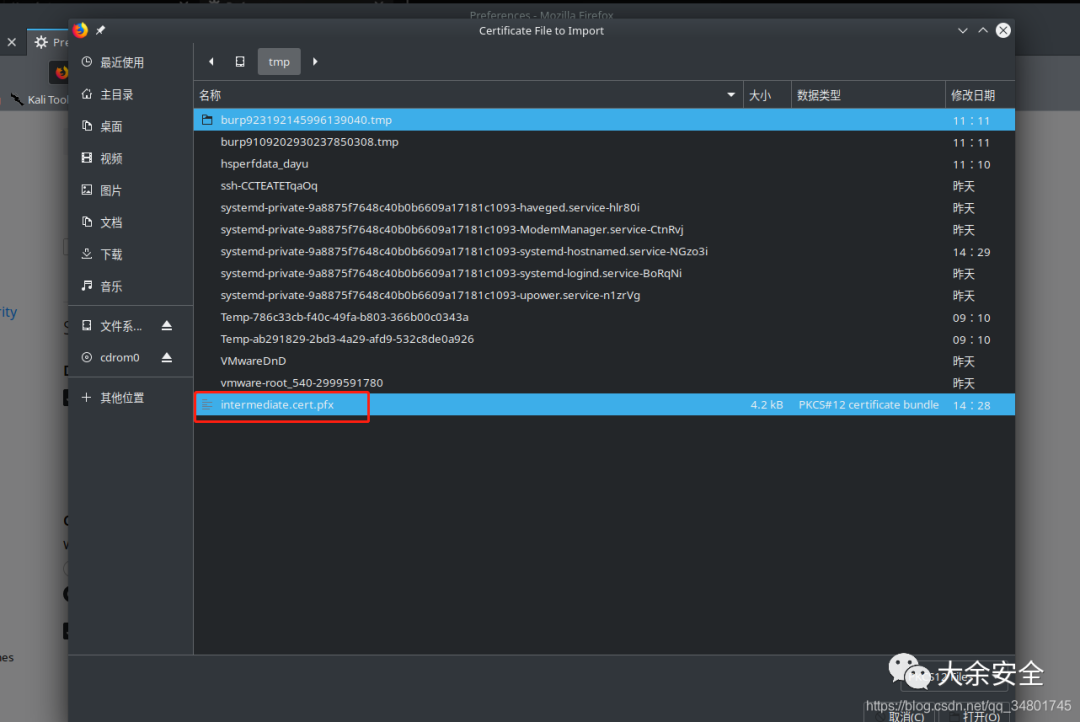 Preferences - Mozilla Firefox
Certificate File to Import
Pre
Kali Tool
tmp
最近使用
主目录
桌面
视频
图片
文档
下载
音乐
文件系...
cdrom0
其他位置
名称 大小 数据类型 修改日期
burp923192145996139040.tmp 11：11
burp9109202930237850308.tmp 11：11
hsperfdata_dayu 11：10
ssh-CCTEATETqaOq 昨天
systemd-private-9a8875f7648c40b0b6609a17181c1093-haveged.service-hlr80i 昨天
systemd-private-9a8875f7648c40b0b6609a17181c1093-ModemManager.service-CtnRvj 昨天
systemd-private-9a8875f7648c40b0b6609a17181c1093-systemd-hostnamed.service-NGzo3i 14：29
systemd-private-9a8875f7648c40b0b6609a17181c1093-systemd-logind.service-BoRqNi 昨天
systemd-private-9a8875f7648c40b0b6609a17181c1093-upower.service-n1zrVg 昨天
Temp-786c33cb-f40c-49fa-b803-366b00c0343a 09：10
Temp-ab291829-2bd3-4a29-afd9-532c8de0a926 09：10
VMwareDnD 昨天
vmware-root_540-2999591780 昨天
intermediate.cert.pfx 4.2 kB PKCS#12 certificate bundle 14：28
rity
nes
大余安全
https://blog.csdn.net/qq_34801745
取消(C) 打开(O)